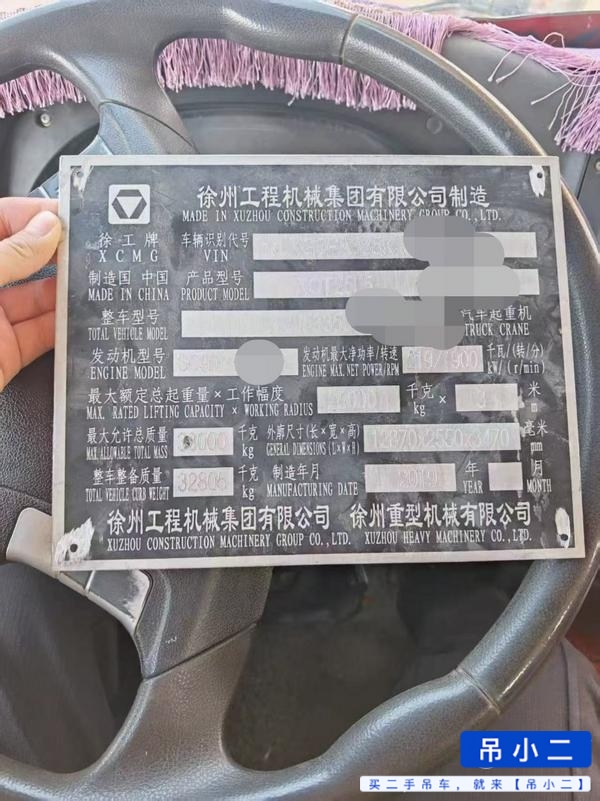 徐州工程机械集团有限公司制造
MADE IN XUZHOU CONSTRUCTION MACHINERY GROUP CO.,LTD.
徐工牌 车辆识别代号
XCMG VIN
制造国 中国 产品型号
MADE IN CHINA PRODUCT MODEL
整车型号 汽车起重机
TOTAL VEHICLE MODEL TRUCK CRANE
发动机型号 发动机最大净功率/转速 219/1900 千瓦/(转/分)
ENGINE MODEL ENGINE MAX.NET POWER/RPM kW/(r/min)
最大额定总起重量×工作幅度 千克× 米
MAX. RATED LIFTING CAPACITY × WORKING RADIUS kg m
最大允许总质量 千克 外廓尺寸(长×宽×高) 毫米
MAX.ALLOWABLE TOTAL MASS kg GENERAL DIMENSIONS (L×W×H) mm
整车整备质量 32805 千克 制造年月 2019 年 月
TOTAL VEHICLE CURB WEIGHT kg MANUFACTURING DATE YEAR MONTH
徐州工程机械集团有限公司 徐州重型机械有限公司
XUZHOU CONSTRUCTION MACHINERY GROUP CO.,LTD. XUZHOU HEAVY MACHINERY CO.,LTD.
吊小二
买二手吊车，就来【吊小二】